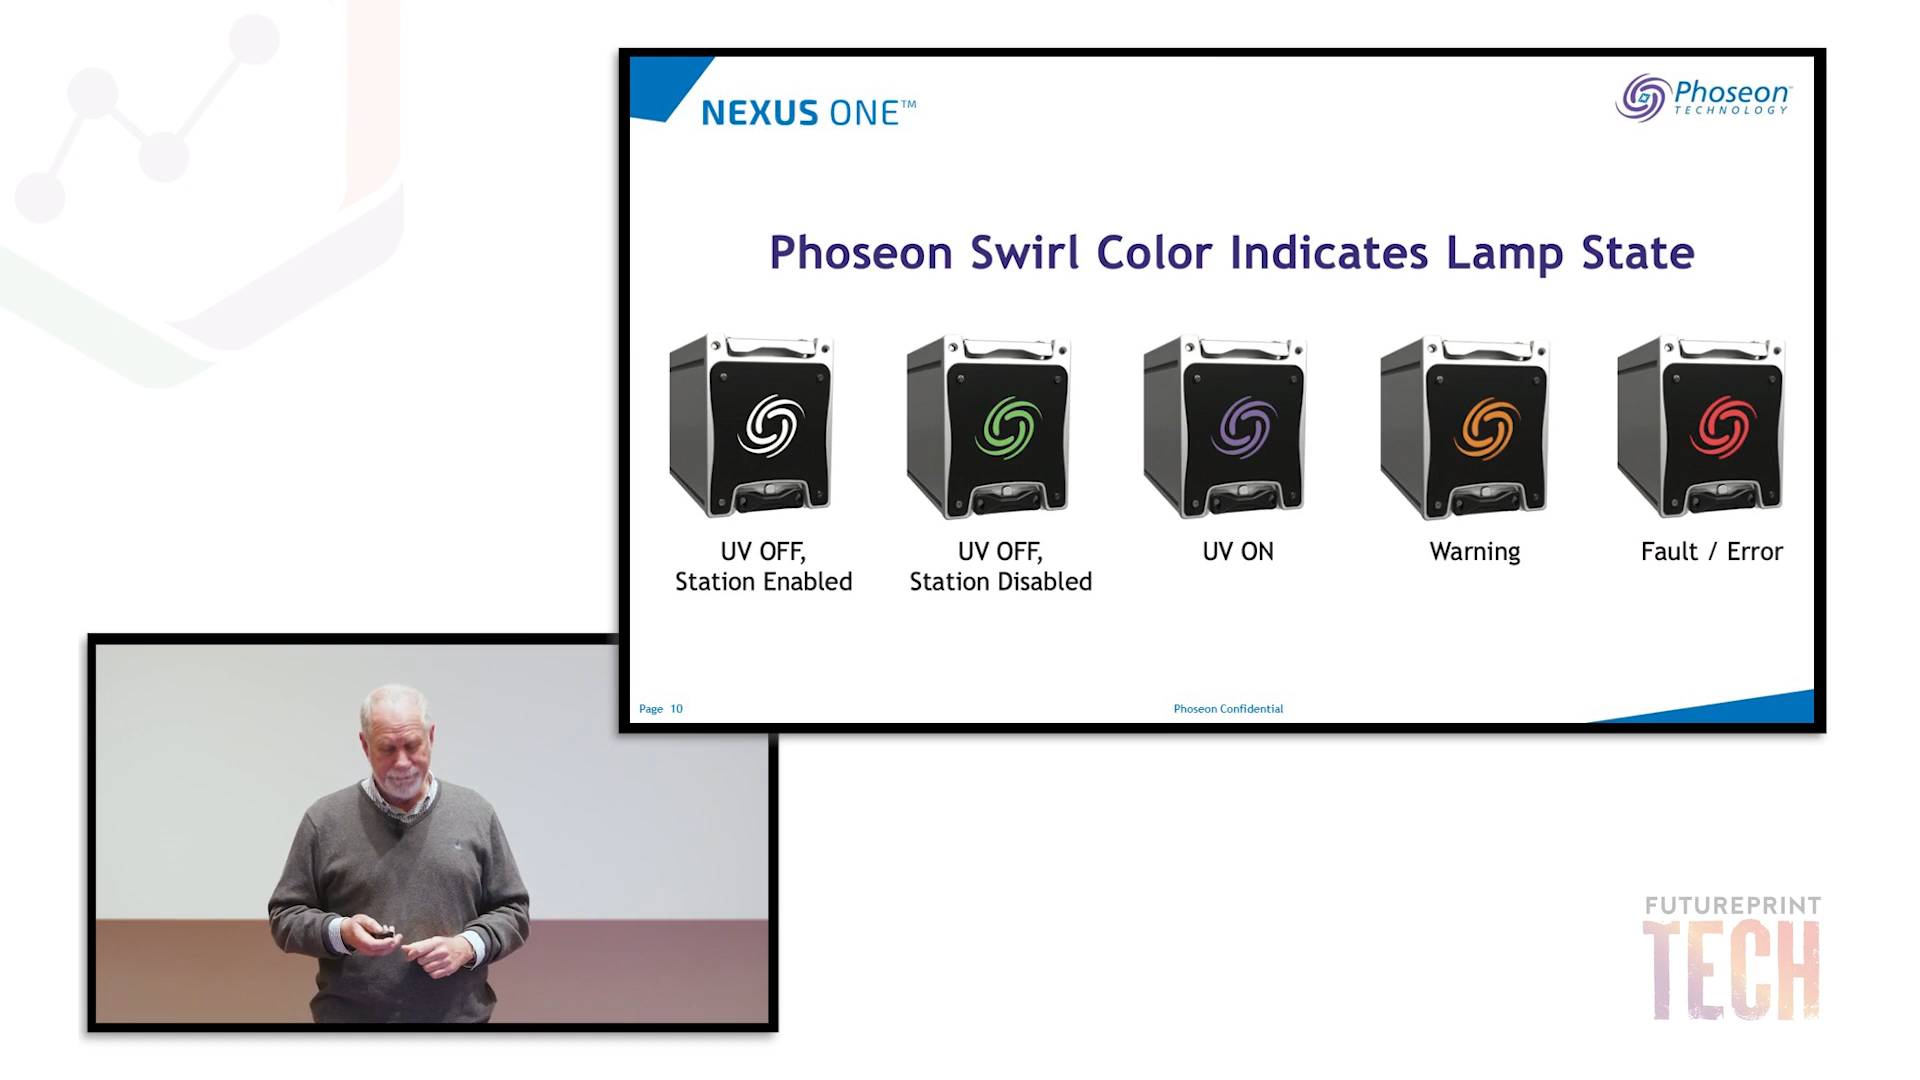 NEXUS ONE™
Phoseon™
TECHNOLOGY
Phoseon Swirl Color Indicates Lamp State
UV OFF,
Station Enabled
UV OFF,
Station Disabled
UV ON
Warning
Fault / Error
Page 10
Phoseon Confidential
FUTUREPRINT
TECH